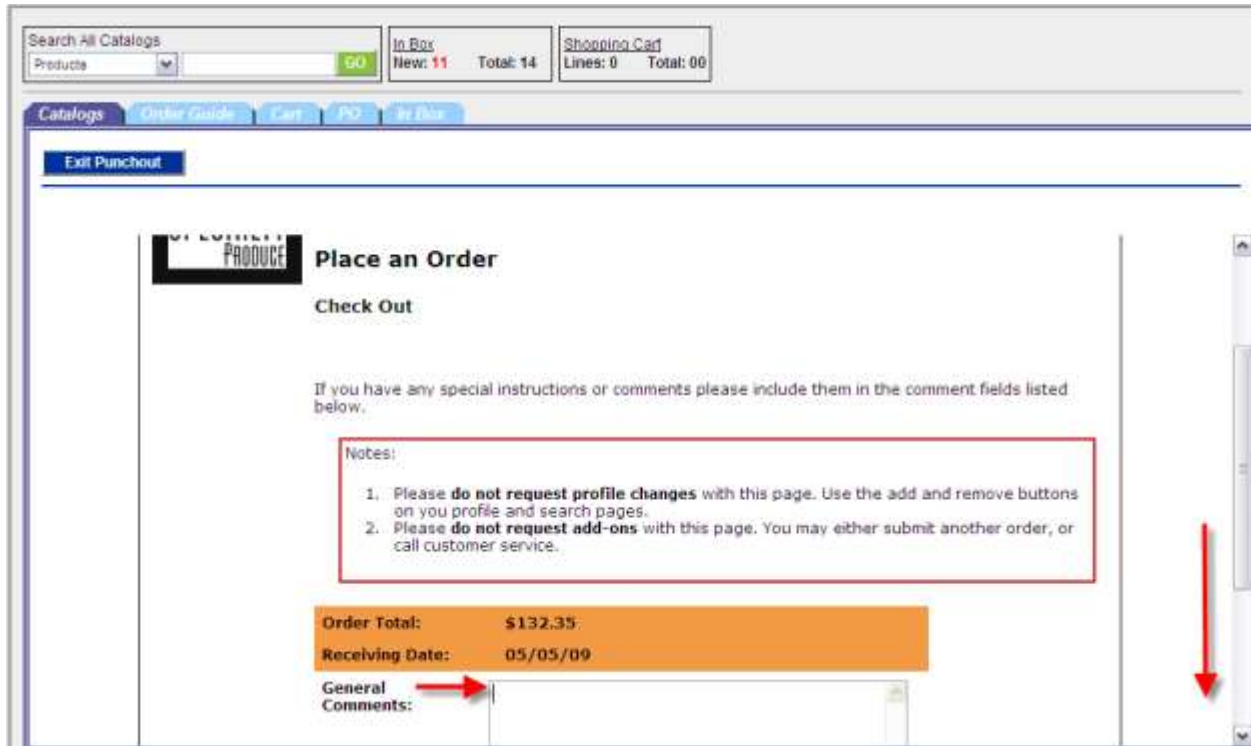 Search All Catalogs
Products
GO
In Box
New: 11 Total: 14
Shopping Cart
Lines: 0 Total: 00
Catalogs Order Guide Cart PO In Box
Exit Punchout
PRODUCE
Place an Order
Check Out
If you have any special instructions or comments please include them in the comment fields listed
below.
Notes:
1. Please do not request profile changes with this page. Use the add and remove buttons
on you profile and search pages.
2. Please do not request add-ons with this page. You may either submit another order, or
call customer service.
Order Total: $132.35
Receiving Date: 05/05/09
General
Comments: